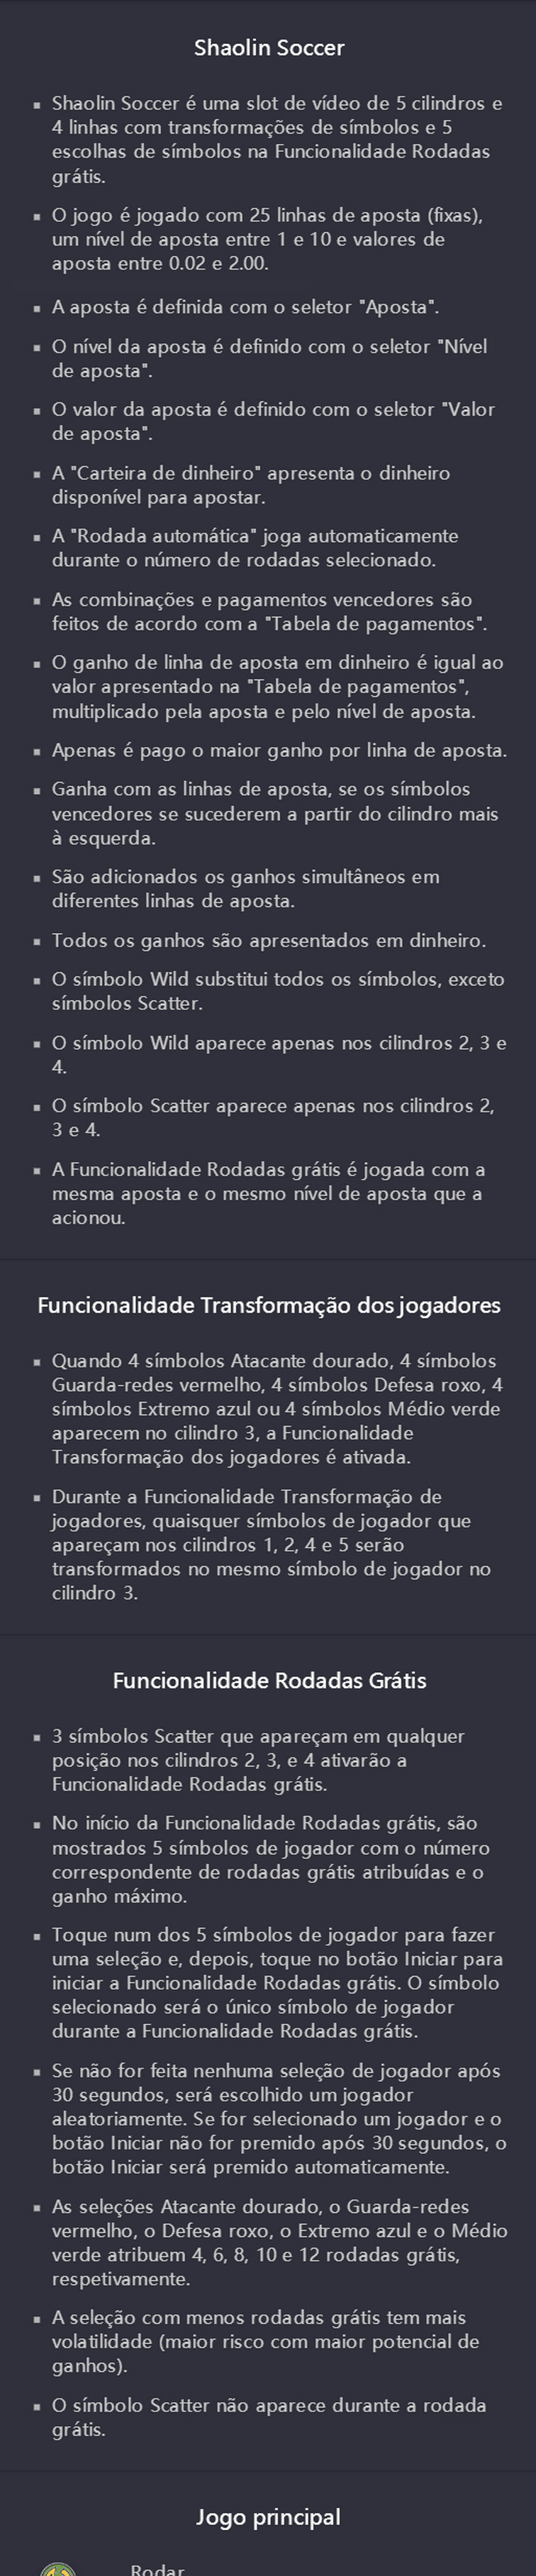 Shaolin Soccer
Shaolin Soccer é uma slot de vídeo de 5 cilindros e
4 linhas com transformações de símbolos e 5
escolhas de símbolos na Funcionalidade Rodadas
grátis.
O jogo é jogado com 25 linhas de aposta (fixas),
um nível de aposta entre 1 e 10 e valores de
aposta entre 0.02 e 2.00.
A aposta é definida com o seletor "Aposta".
O nível da aposta é definido com o seletor "Nível
de aposta".
O valor da aposta é definido com o seletor "Valor
de aposta".
A "Carteira de dinheiro" apresenta o dinheiro
disponível para apostar.
A "Rodada automática" joga automaticamente
durante o número de rodadas selecionado.
As combinações e pagamentos vencedores são
feitos de acordo com a "Tabela de pagamentos".
O ganho de linha de aposta em dinheiro é igual ao
valor apresentado na "Tabela de pagamentos",
multiplicado pela aposta e pelo nível de aposta.
Apenas é pago o maior ganho por linha de aposta.
Ganha com as linhas de aposta, se os símbolos
vencedores se sucederem a partir do cilindro mais
à esquerda.
São adicionados os ganhos simultâneos em
diferentes linhas de aposta.
Todos os ganhos são apresentados em dinheiro.
O símbolo Wild substitui todos os símbolos, exceto
símbolos Scatter.
O símbolo Wild aparece apenas nos cilindros 2, 3 e
4.
O símbolo Scatter aparece apenas nos cilindros 2,
3 e 4.
A Funcionalidade Rodadas grátis é jogada com a
mesma aposta e o mesmo nível de aposta que a
acionou.
Funcionalidade Transformação dos jogadores
Quando 4 símbolos Atacante dourado, 4 símbolos
Guarda-redes vermelho, 4 símbolos Defesa roxo, 4
símbolos Extremo azul ou 4 símbolos Médio verde
aparecem no cilindro 3, a Funcionalidade
Transformação dos jogadores é ativada.
Durante a Funcionalidade Transformação de
jogadores, quaisquer símbolos de jogador que
apareçam nos cilindros 1, 2, 4 e 5 serão
transformados no mesmo símbolo de jogador no
cilindro 3.
Funcionalidade Rodadas Grátis
3 símbolos Scatter que apareçam em qualquer
posição nos cilindros 2, 3, e 4 ativarão a
Funcionalidade Rodadas grátis.
No início da Funcionalidade Rodadas grátis, são
mostrados 5 símbolos de jogador com o número
correspondente de rodadas grátis atribuídas e o
ganho máximo.
Toque num dos 5 símbolos de jogador para fazer
uma seleção e, depois, toque no botão Iniciar para
iniciar a Funcionalidade Rodadas grátis. O símbolo
selecionado será o único símbolo de jogador
durante a Funcionalidade Rodadas grátis.
Se não for feita nenhuma seleção de jogador após
30 segundos, será escolhido um jogador
aleatoriamente. Se for selecionado um jogador e o
botão Iniciar não for premido após 30 segundos, o
botão Iniciar será premido automaticamente.
As seleções Atacante dourado, o Guarda-redes
vermelho, o Defesa roxo, o Extremo azul e o Médio
verde atribuem 4, 6, 8, 10 e 12 rodadas grátis,
respetivamente.
A seleção com menos rodadas grátis tem mais
volatilidade (maior risco com maior potencial de
ganhos).
O símbolo Scatter não aparece durante a rodada
grátis.
Jogo principal
Rodar